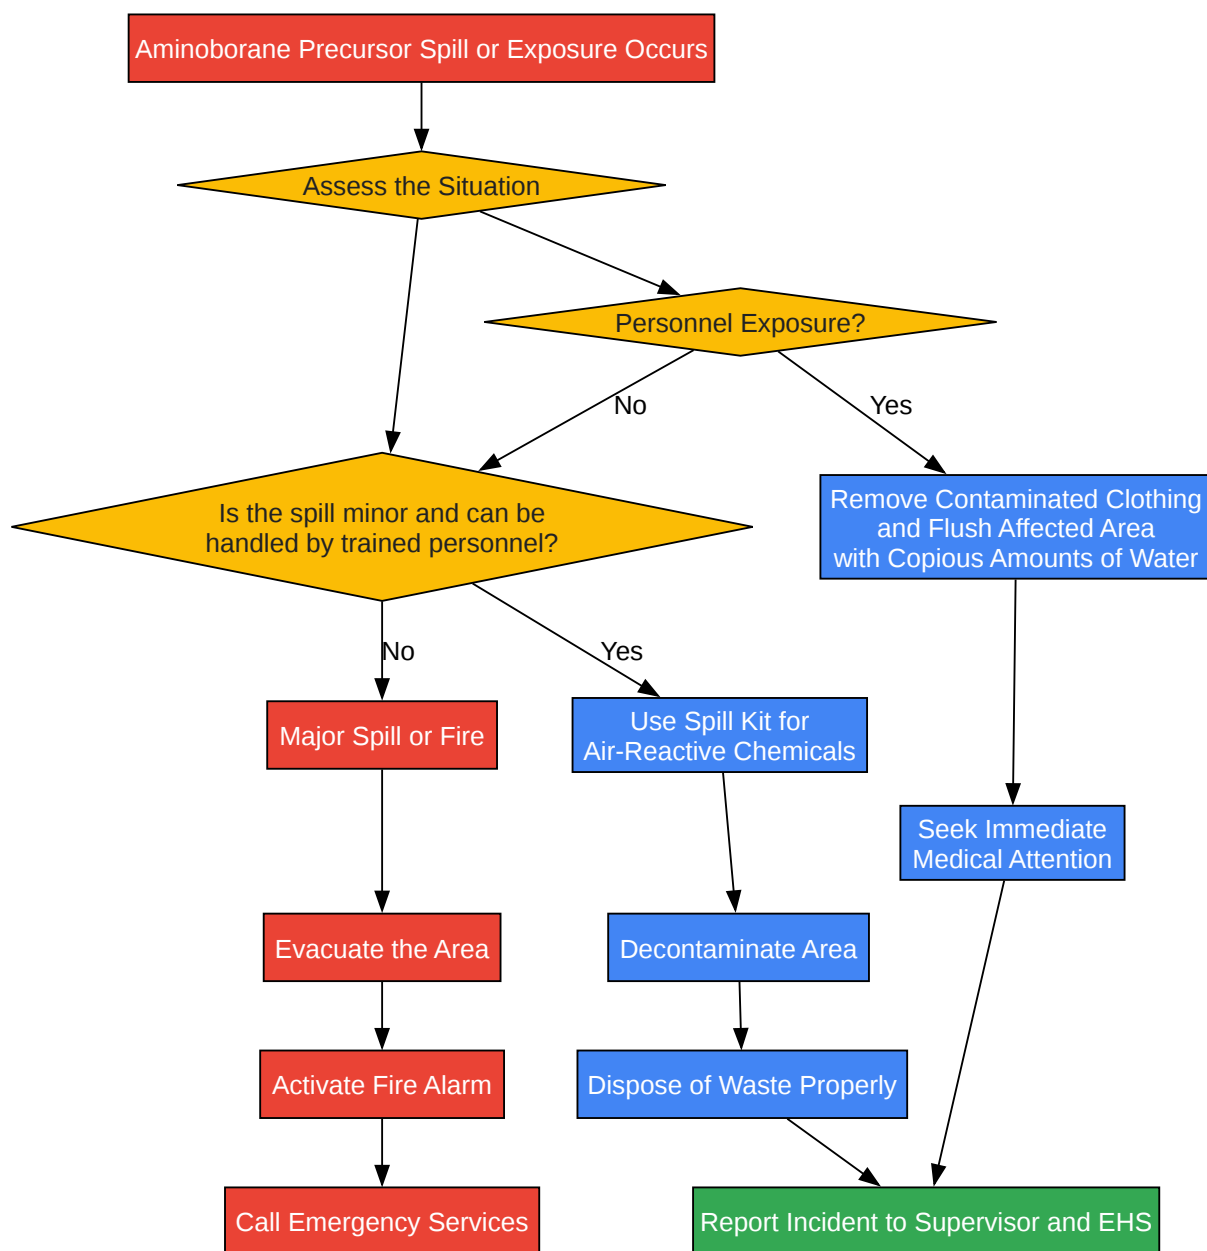 Aminoborane Precursor Spill or Exposure Occurs
Assess the Situation
Personnel Exposure?
No
Yes
Is the spill minor and can be
handled by trained personnel?
Remove Contaminated Clothing
and Flush Affected Area
with Copious Amounts of Water
No
Yes
Major Spill or Fire
Use Spill Kit for
Air-Reactive Chemicals
Seek Immediate
Medical Attention
Evacuate the Area
Decontaminate Area
Activate Fire Alarm
Dispose of Waste Properly
Call Emergency Services
Report Incident to Supervisor and EHS